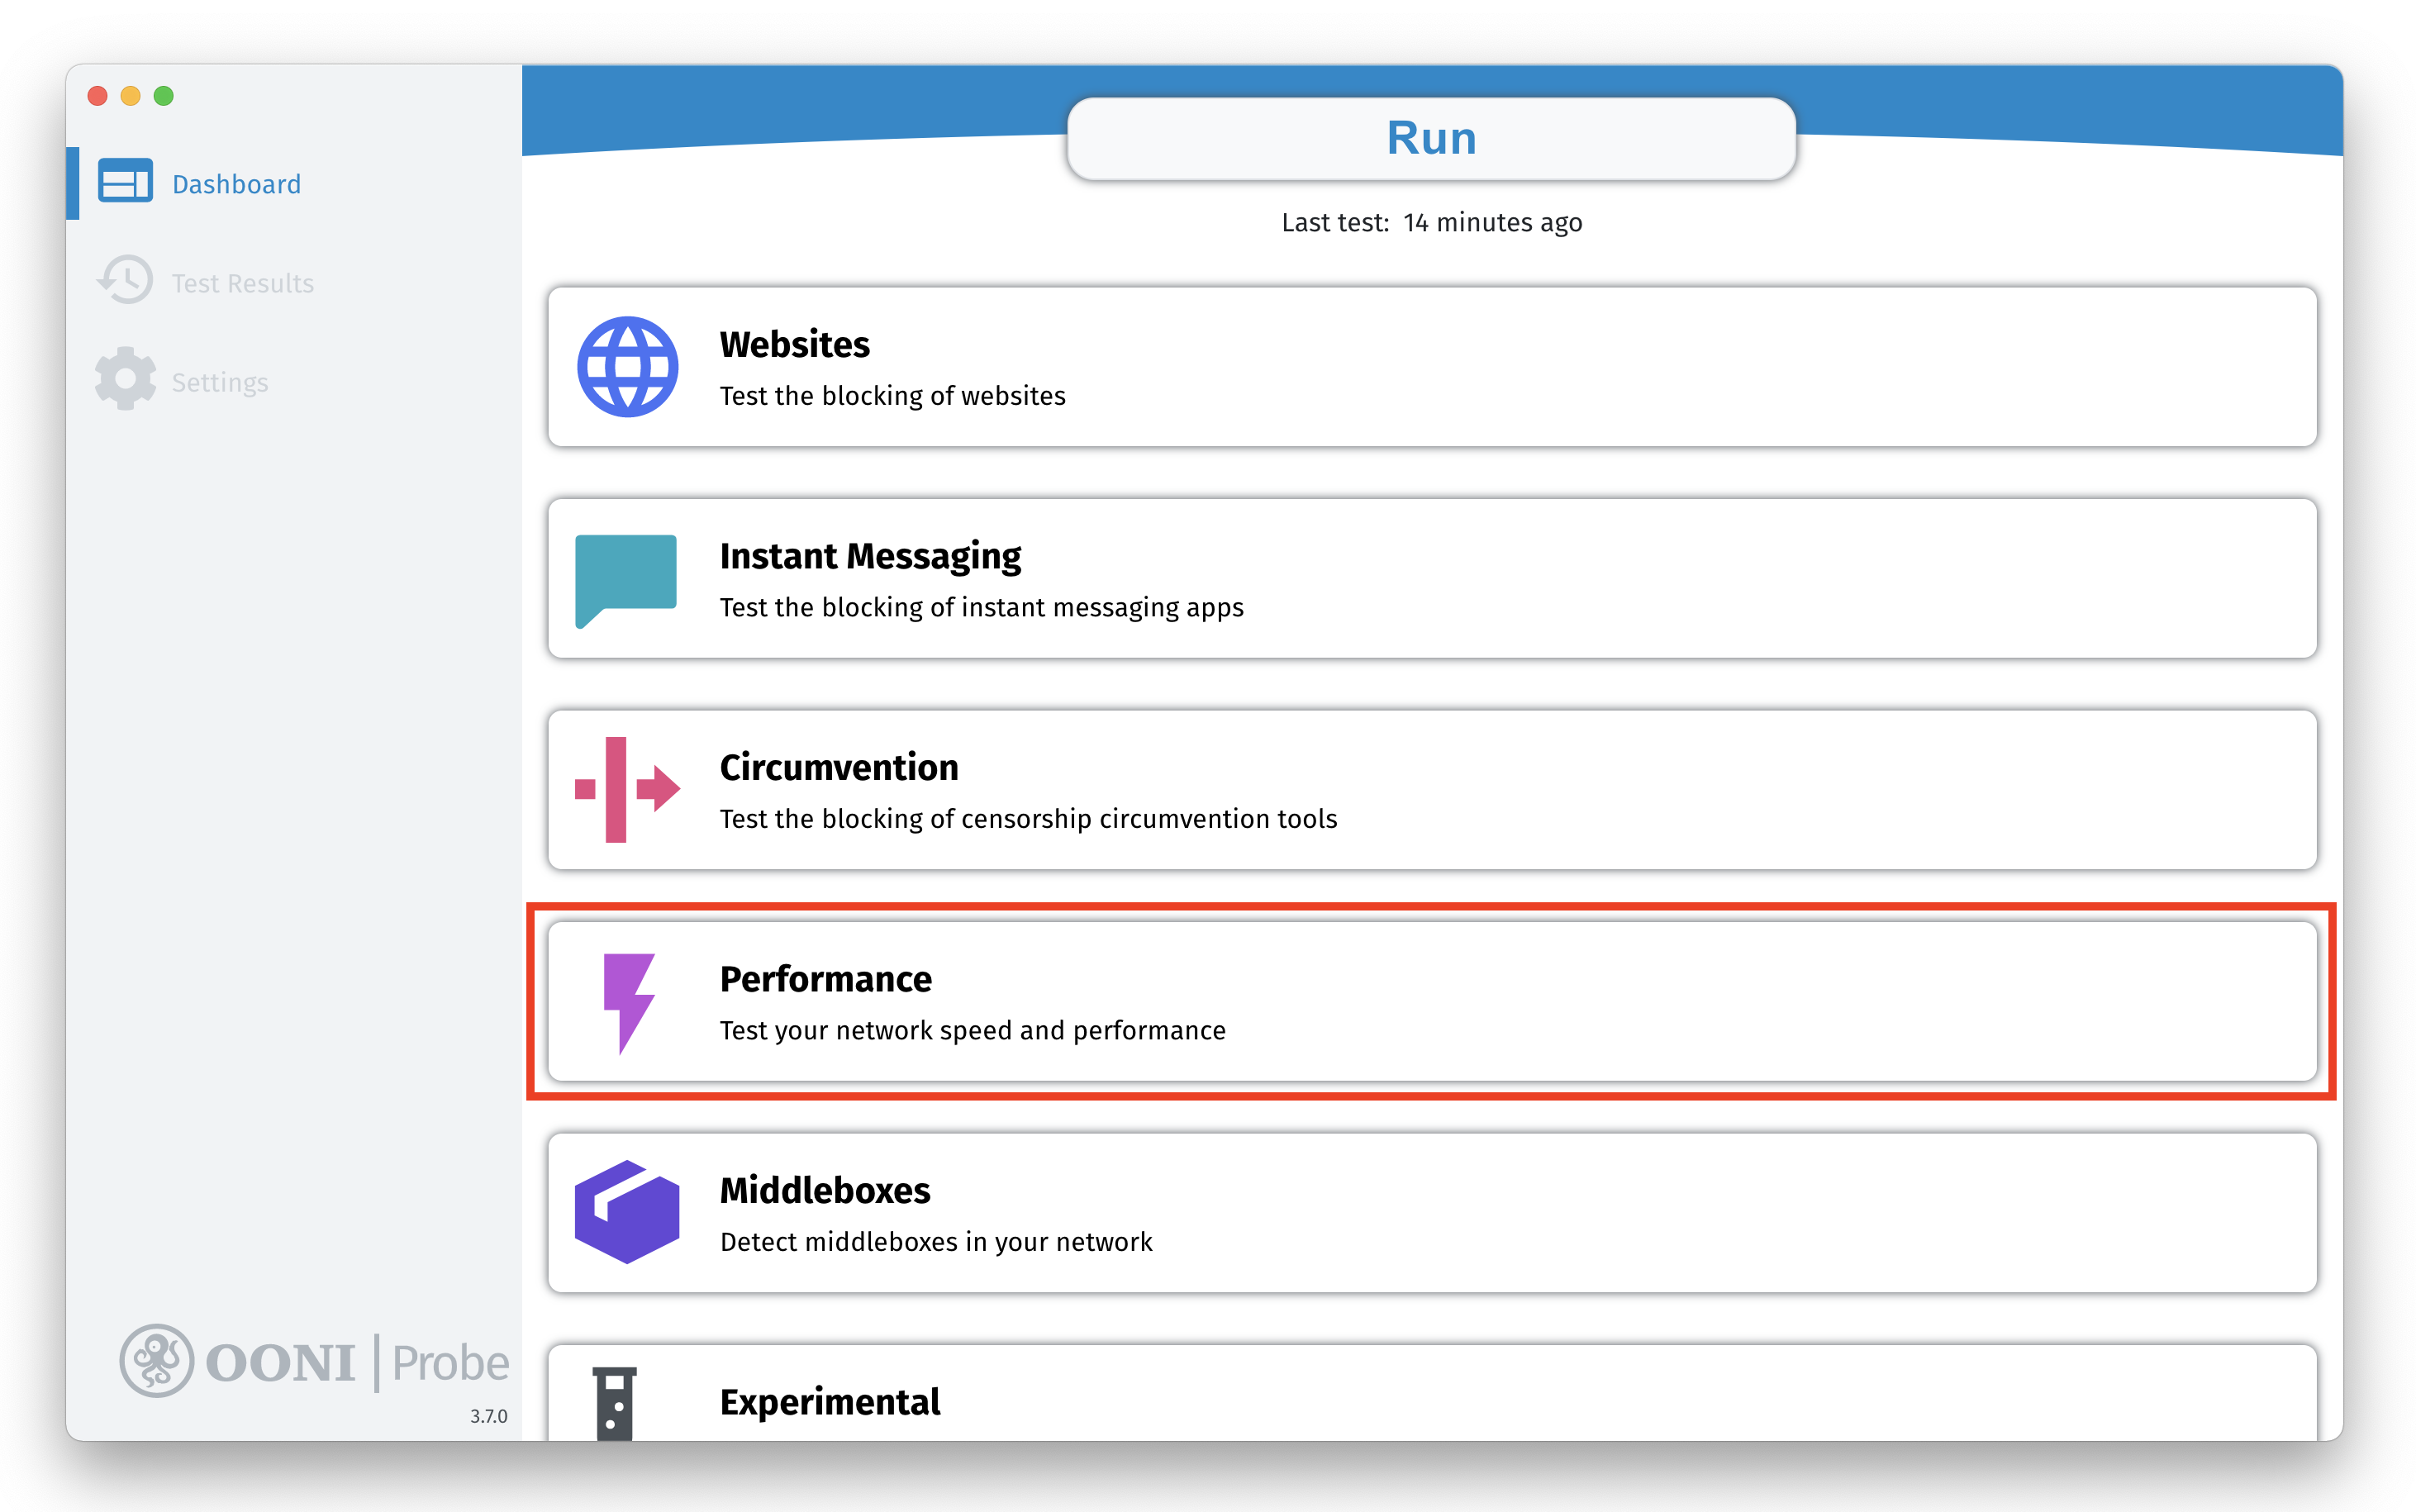 Dashboard
Test Results
Settings
OONI | Probe
3.7.0
Run
Last test: 14 minutes ago
Websites
Test the blocking of websites
Instant Messaging
Test the blocking of instant messaging apps
Circumvention
Test the blocking of censorship circumvention tools
Performance
Test your network speed and performance
Middleboxes
Detect middleboxes in your network
Experimental